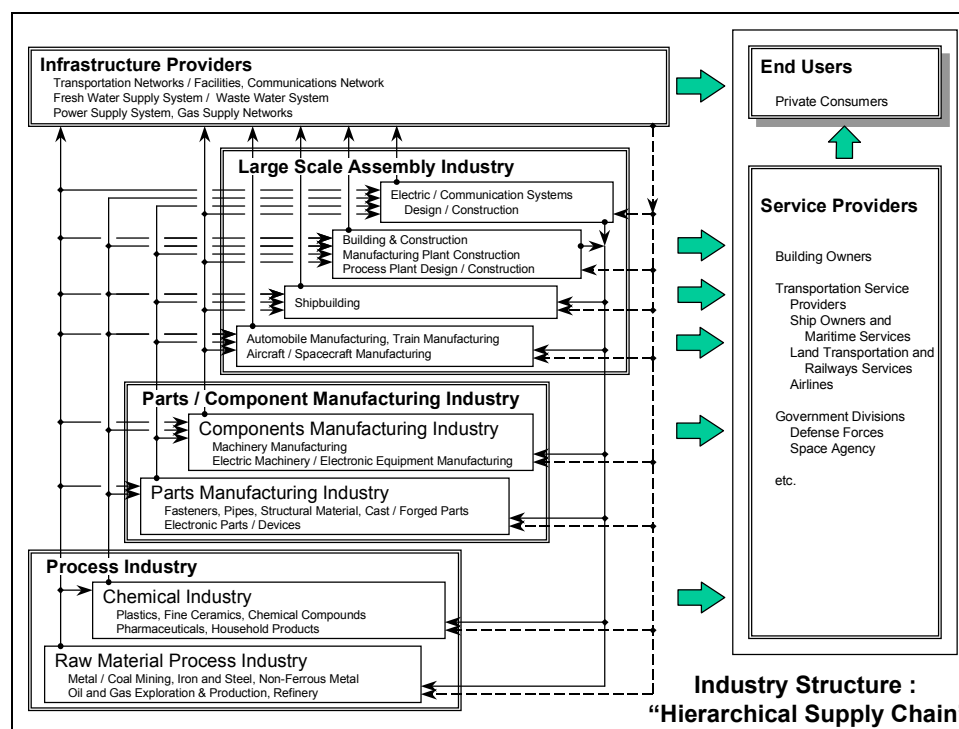 Infrastructure Providers
Transportation Networks / Facilities, Communications Network
Fresh Water Supply System / Waste Water System
Power Supply System, Gas Supply Networks
Large Scale Assembly Industry
Electric / Communication Systems
Design / Construction
Building & Construction
Manufacturing Plant Construction
Process Plant Design / Construction
Shipbuilding
Automobile Manufacturing, Train Manufacturing
Aircraft / Spacecraft Manufacturing
Parts / Component Manufacturing Industry
Components Manufacturing Industry
Machinery Manufacturing
Electric Machinery / Electronic Equipment Manufacturing
Parts Manufacturing Industry
Fasteners, Pipes, Structural Material, Cast / Forged Parts
Electronic Parts / Devices
Process Industry
Chemical Industry
Plastics, Fine Ceramics, Chemical Compounds
Pharmaceuticals, Household Products
Raw Material Process Industry
Metal / Coal Mining, Iron and Steel, Non-Ferrous Metal
Oil and Gas Exploration & Production, Refinery
End Users
Private Consumers
Service Providers
Building Owners
Transportation Service
Providers
Ship Owners and
Maritime Services
Land Transportation and
Railways Services
Airlines
Government Divisions
Defense Forces
Space Agency
etc.
Industry Structure :
“Hierarchical Supply Chain”